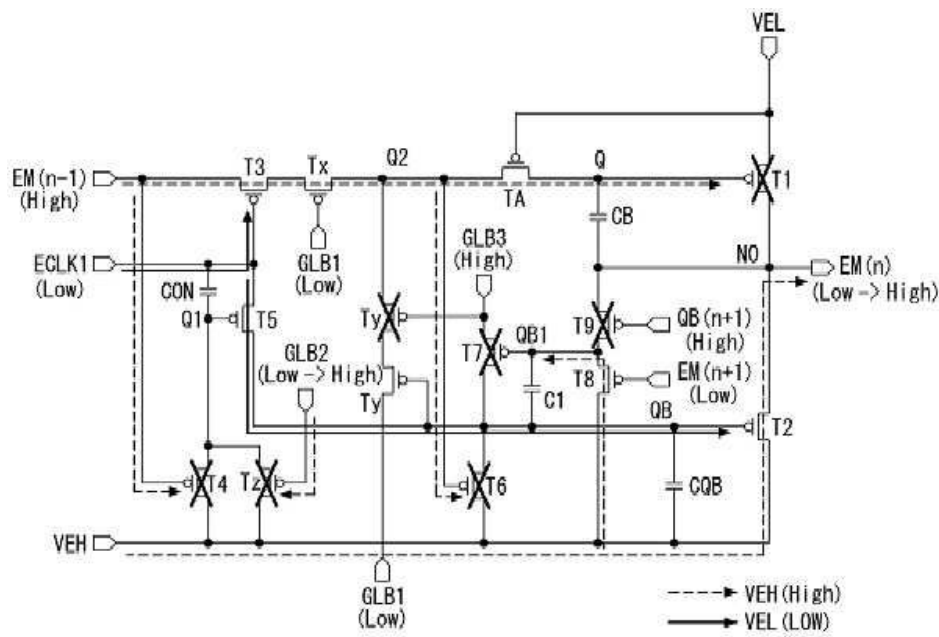 VEL
T3
Tx
Q2
Q
EM(n-1)
(High)
T1
TA
GLB3
(High)
CB
ECLK1
(Low)
GLB1
(Low)
NO
EM(n)
(Low->High)
CON
Q1
T5
Ty
QB1
T9
QB(n+1)
(High)
GLB2
(Low->High)
T7
T8
EM(n+1)
(Low)
Ty
C1
QB
T2
T4
Tz
T6
CQB
VEH
GLB1
(Low)
VEH(High)
VEL(LOW)